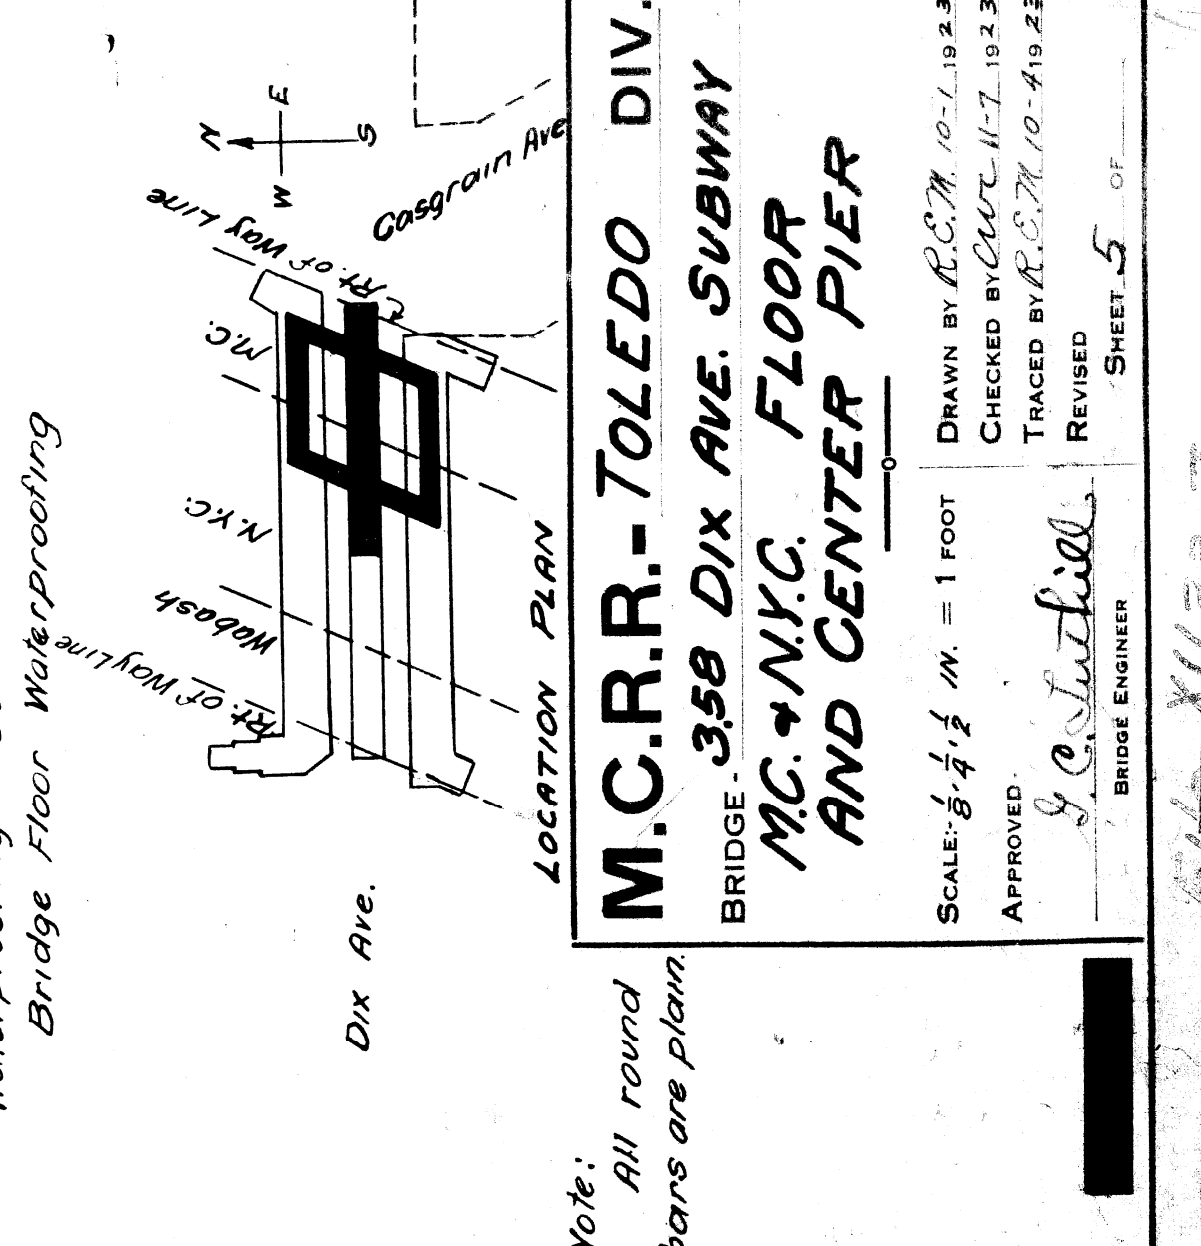 Bridge Floor Waterproofing
N
E
W
S
Rt. of Way Line
Casgrain Ave
M.C.
N.Y.C.
Wabash
Rt. of Way Line
Dix Ave.
LOCATION PLAN
Note:
All round
bars are plain.
M.C.R.R.- TOLEDO DIV.
BRIDGE - 3.58 DIX AVE. SUBWAY
M.C. & N.Y.C. FLOOR
AND CENTER PIER
SCALE:- 1/8, 1/4, 1/2 IN. = 1 FOOT
APPROVED
G.C. Tuthill
BRIDGE ENGINEER
DRAWN BY R.E.M. 10-1 1923
CHECKED BY CWC 11-7 1923
TRACED BY R.E.M 10-4 1923
REVISED
SHEET 5 OF